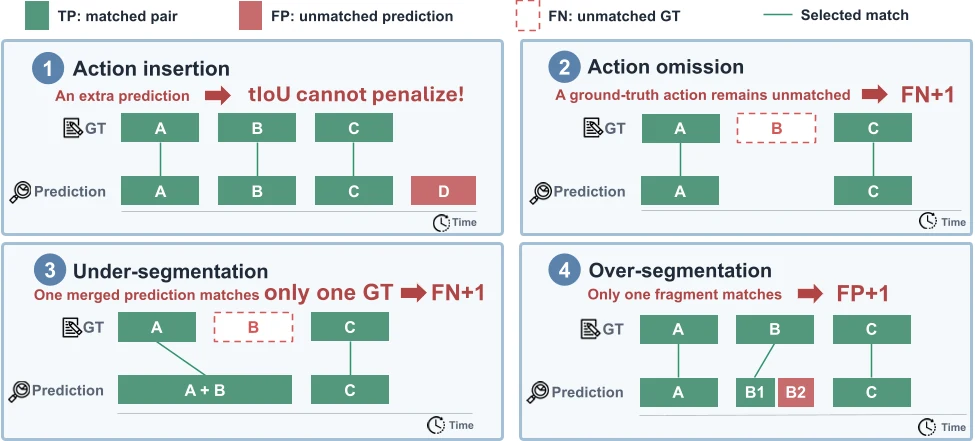 TP: matched pair FP: unmatched prediction FN: unmatched GT Selected match
1 Action insertion
An extra prediction tIoU cannot penalize!
GT A B C
Prediction A B C D
Time
2 Action omission
A ground-truth action remains unmatched FN+1
GT A B C
Prediction A C
Time
3 Under-segmentation
One merged prediction matches only one GT FN+1
GT A B C
Prediction A + B C
Time
4 Over-segmentation
Only one fragment matches FP+1
GT A B C
Prediction A B1 B2 C
Time